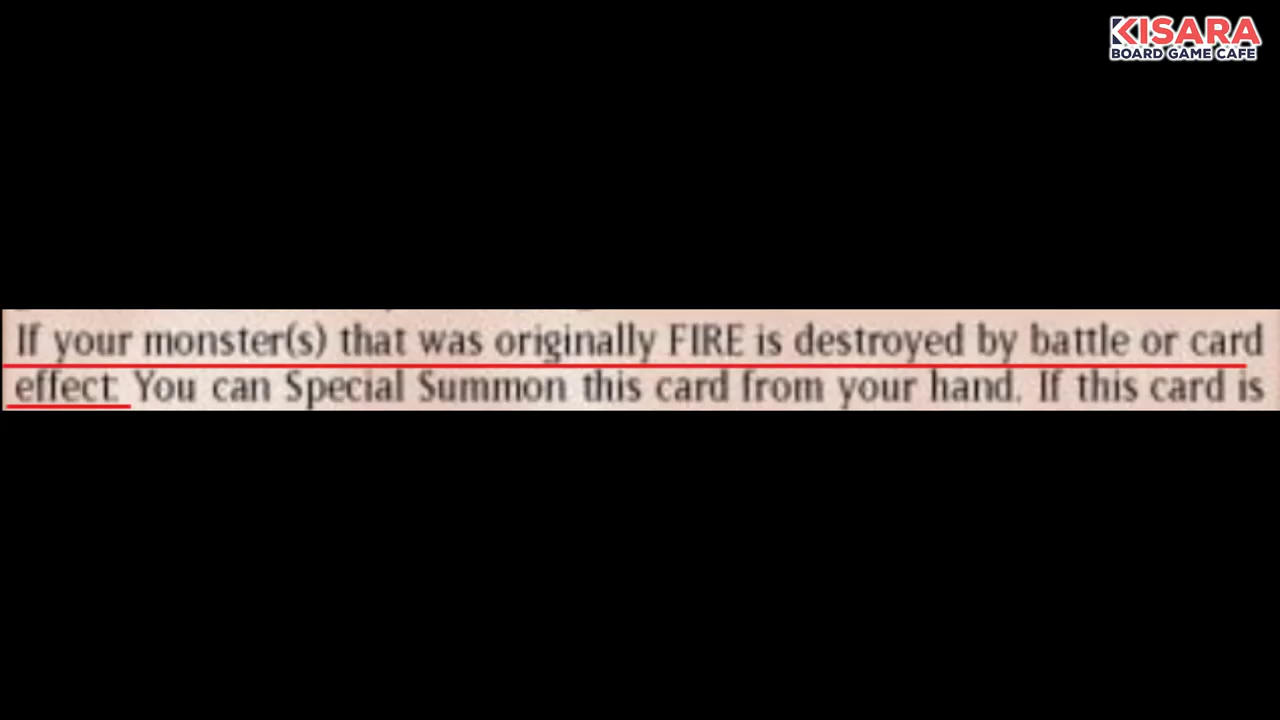 KISARA
BOARD GAME CAFE
If your monster(s) that was originally FIRE is destroyed by battle or card
effect: You can Special Summon this card from your hand. If this card is